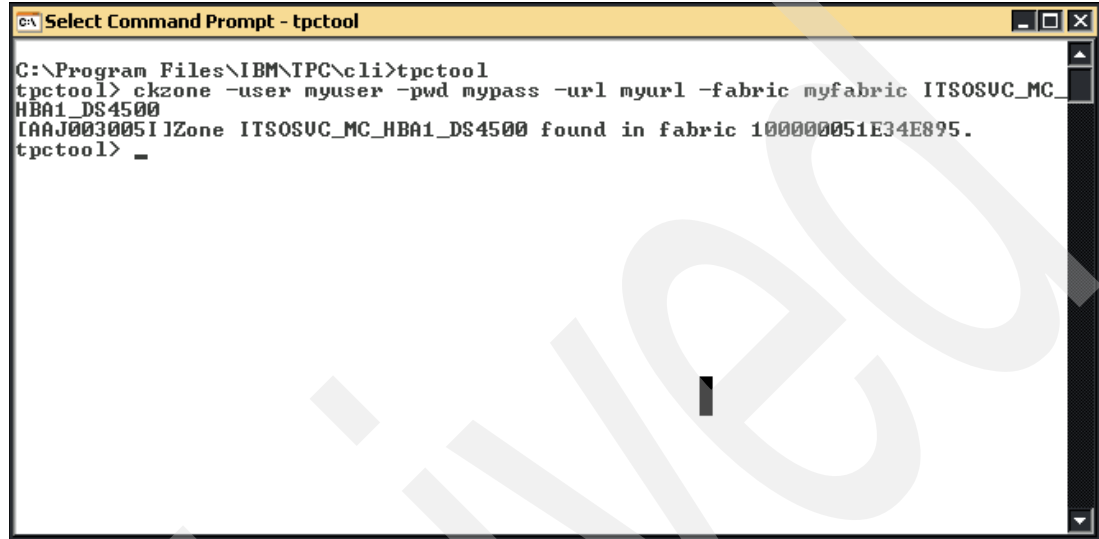 Select Command Prompt - tpctool
C:\Program Files\IBM\TPC\cli>tpctool
tpctool> ckzone -user myuser -pwd mypass -url myurl -fabric myfabric ITSOSVC_MC_
HBA1_DS4500
[AAJ003005I]Zone ITSOSVC_MC_HBA1_DS4500 found in fabric 100000051E34E895.
tpctool> _